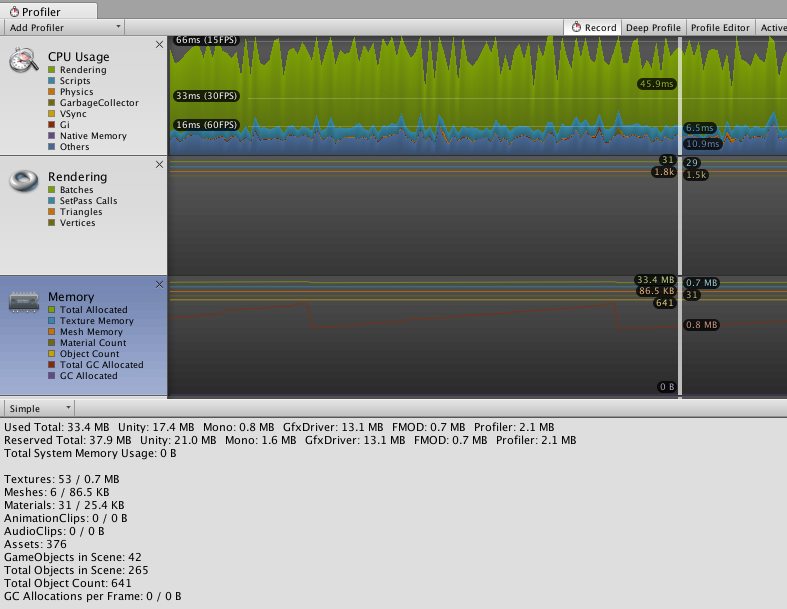 Profiler
Add Profiler
Record Deep Profile Profile Editor Active
CPU Usage
Rendering
Scripts
Physics
GarbageCollector
VSync
Gi
Native Memory
Others
66ms (15FPS)
33ms (30FPS)
16ms (60FPS)
45.9ms
6.5ms
10.9ms
Rendering
Batches
SetPass Calls
Triangles
Vertices
31 29
1.8k 1.5k
Memory
Total Allocated
Texture Memory
Mesh Memory
Material Count
Object Count
Total GC Allocated
GC Allocated
33.4 MB 0.7 MB
86.5 KB 31
641
0.8 MB
0 B
Simple
Used Total: 33.4 MB Unity: 17.4 MB Mono: 0.8 MB GfxDriver: 13.1 MB FMOD: 0.7 MB Profiler: 2.1 MB
Reserved Total: 37.9 MB Unity: 21.0 MB Mono: 1.6 MB GfxDriver: 13.1 MB FMOD: 0.7 MB Profiler: 2.1 MB
Total System Memory Usage: 0 B
Textures: 53 / 0.7 MB
Meshes: 6 / 86.5 KB
Materials: 31 / 25.4 KB
AnimationClips: 0 / 0 B
AudioClips: 0 / 0 B
Assets: 376
GameObjects in Scene: 42
Total Objects in Scene: 265
Total Object Count: 641
GC Allocations per Frame: 0 / 0 B